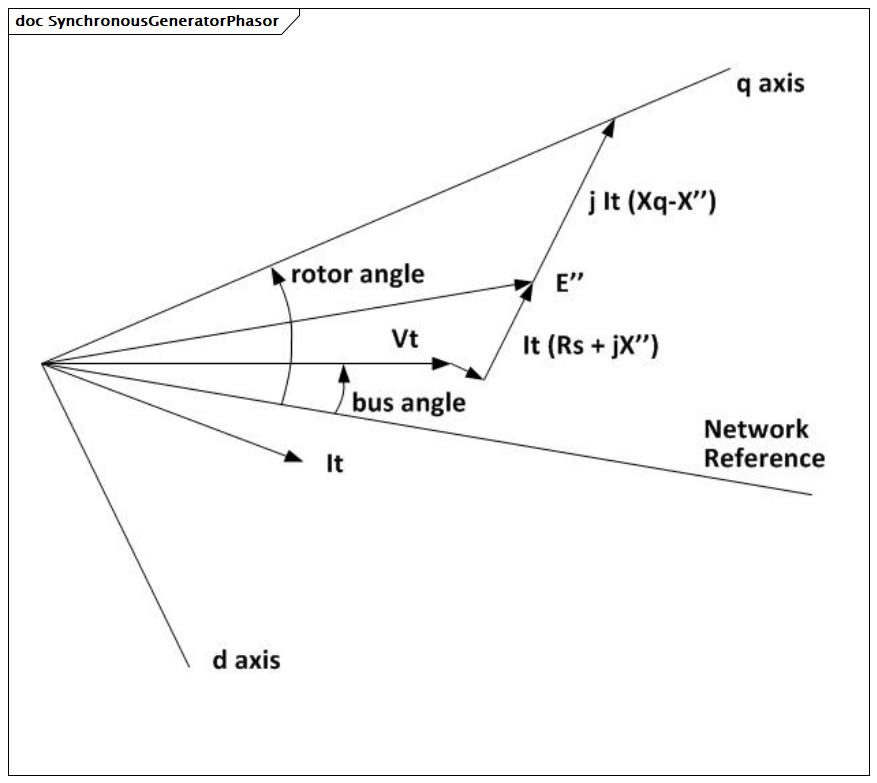 doc SynchronousGeneratorPhasor
q axis
j It (Xq-X’’)
rotor angle
E’’
Vt
It (Rs + jX’’)
bus angle
Network
Reference
It
d axis